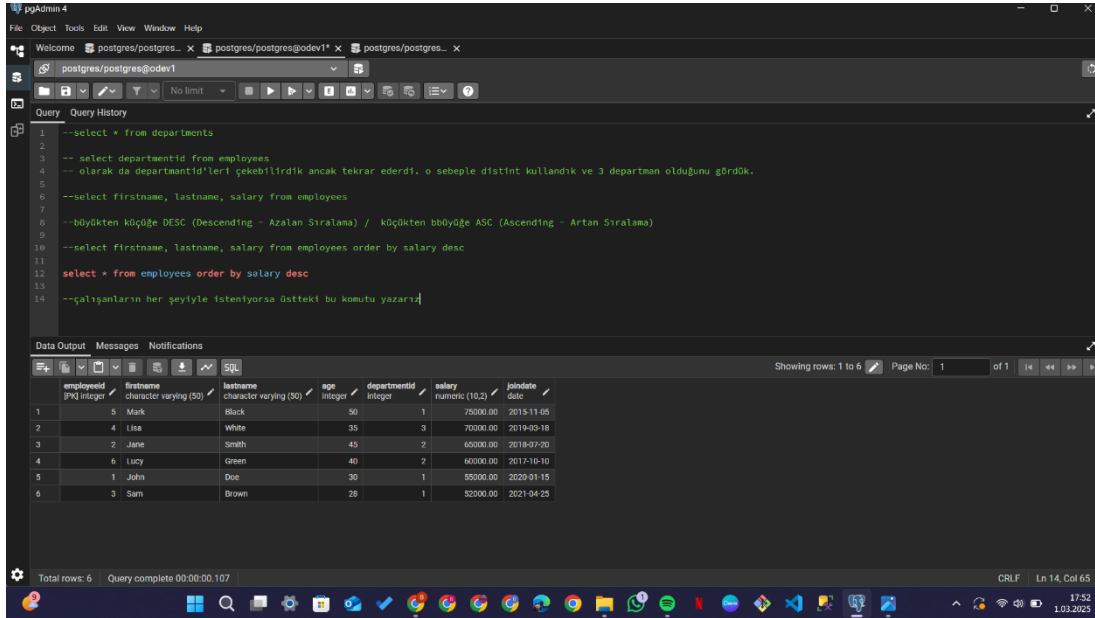 pgAdmin 4
File Object Tools Edit View Window Help
Welcome postgres/postgres... postgres/postgres@odev1* postgres/postgres...
postgres/postgres@odev1
No limit
Query Query History
1 --select * from departments
2
3 -- select departmentid from employees
4 -- olarak da departmantid'leri çekebilirdik ancak tekrar ederdi. o sebeple distint kullandık ve 3 departman olduğunu gördük.
5
6 --select firstname, lastname, salary from employees
7
8 --büyükten küçüğe DESC (Descending - Azalan Sıralama) / küçükten bbüyüğe ASC (Ascending - Artan Sıralama)
9
10 --select firstname, lastname, salary from employees order by salary desc
11
12 select * from employees order by salary desc
13
14 --çalışanların her şeyiyle isteniyorsa üstteki bu komutu yazarız
Data Output Messages Notifications
SQL Showing rows: 1 to 6 Page No: 1 of 1
employeeid firstname lastname age departmentid salary joindate
[PK] integer character varying (50) character varying (50) integer integer numeric (10,2) date
1 5 Mark Black 50 1 75000.00 2015-11-05
2 4 Lisa White 35 3 70000.00 2019-03-18
3 2 Jane Smith 45 2 65000.00 2018-07-20
4 6 Lucy Green 40 2 60000.00 2017-10-10
5 1 John Doe 30 1 55000.00 2020-01-15
6 3 Sam Brown 28 1 52000.00 2021-04-25
Total rows: 6 Query complete 00:00:00.107 CRLF Ln 14, Col 65
9
17:52
1.03.2025